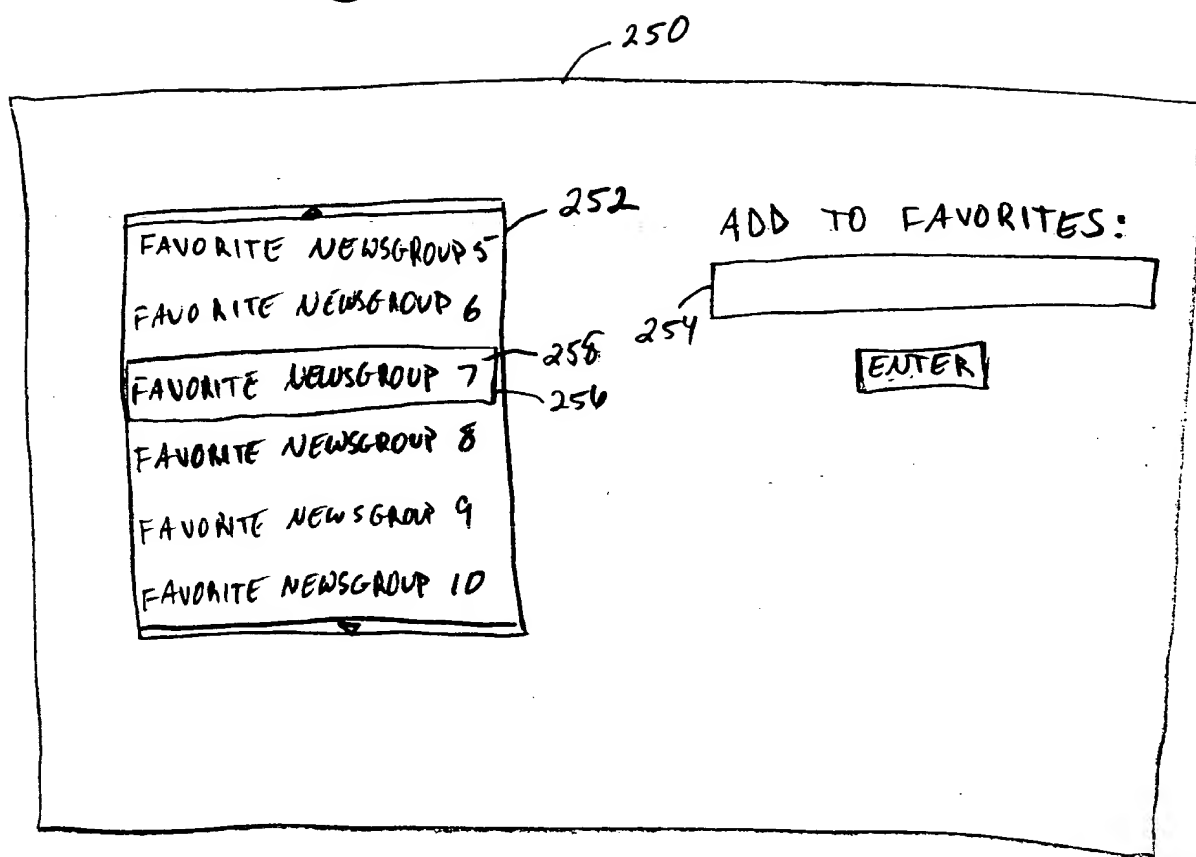 250
252
FAVORITE NEWSGROUP 5
FAVORITE NEWSGROUP 6
FAVORITE NEWSGROUP 7
258
256
FAVORITE NEWSGROUP 8
FAVORITE NEWSGROUP 9
FAVORITE NEWSGROUP 10
ADD TO FAVORITES:
254
ENTER